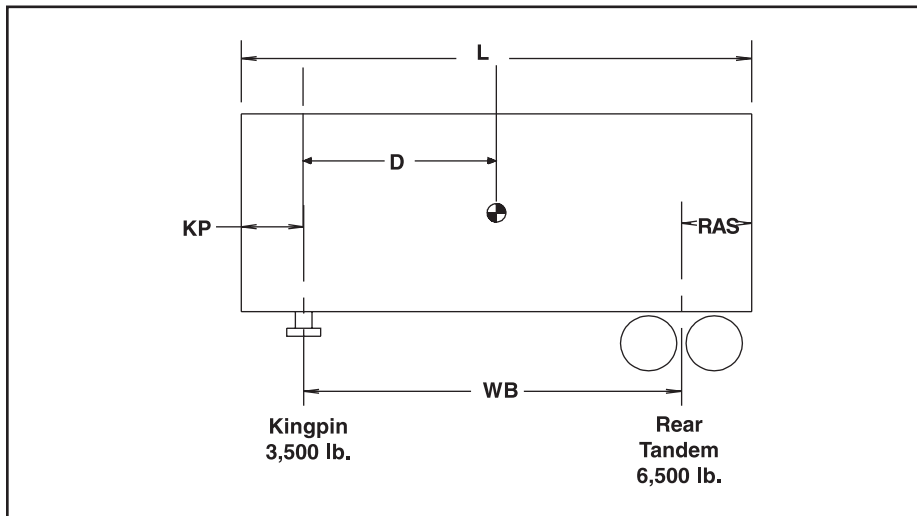 L
D
KP
RAS
WB
Kingpin
3,500 lb.
Rear
Tandem
6,500 lb.